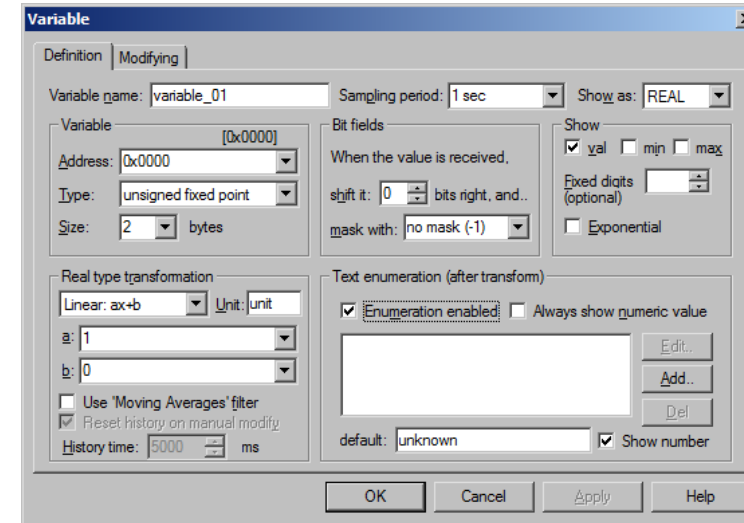 Variable
Definition Modifying
Variable name: variable_01 Sampling period: 1 sec Show as: REAL
Variable
[0x0000]
Address: 0x0000
Type: unsigned fixed point
Size: 2 bytes
Bit fields
When the value is received,
shift it: 0 bits right, and..
mask with: no mask (-1)
Show
val min max
Fixed digits
(optional)
Exponential
Real type transformation
Linear: ax+b Unit: unit
a: 1
b: 0
Use 'Moving Averages' filter
Reset history on manual modify
History time: 5000 ms
Text enumeration (after transform)
Enumeration enabled Always show numeric value
Edit..
Add..
Del
default: unknown Show number
OK Cancel Apply Help